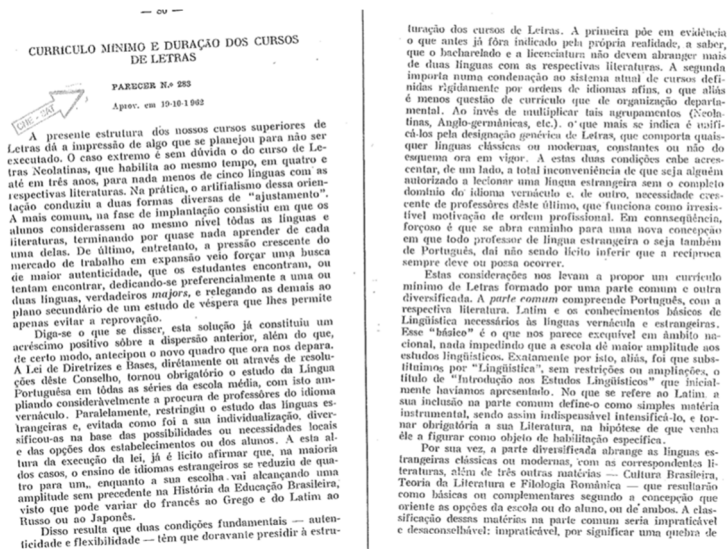 — 80 —
CURRICULO MÍNIMO E DURAÇÃO DOS CURSOS
DE LETRAS
PARECER N.º 283
Aprov. em 19-10-1962
A presente estrutura dos nossos cursos superiores de
Letras dá a impressão de algo que se planejou para não ser
executado. O caso extremo é sem dúvida o do curso de Le-
tras Neolatinas, que habilita ao mesmo tempo, em quatro e
até em três anos, para nada menos de cinco línguas com as
respectivas literaturas. Na prática, o artifialismo dessa orien-
tação conduziu a duas formas diversas de "ajustamento".
A mais comum, na fase de implantação consistiu em que os
alunos considerassem ao mesmo nível tôdas as línguas e
literaturas, terminando por quase nada aprender de cada
uma delas. De último, entretanto, a pressão crescente do
mercado de trabalho em expansão veio forçar uma busca
de maior autenticidade, que os estudantes encontram, ou
tentam encontrar, dedicando-se preferencialmente a uma ou
duas línguas, verdadeiros majors, e relegando as demais ao
plano secundário de um estudo de véspera que lhes permite
apenas evitar a reprovação.
Diga-se o que se disser, esta solução já constitui um
acréscimo positivo sôbre a dispersão anterior, além do que,
de certo modo, antecipou o novo quadro que ora nos depara.
A Lei de Diretrizes e Bases, diretamente ou através de resolu-
ções dêste Conselho, tornou obrigatório o estudo da Língua
Portuguêsa em tôdas as séries da escola média, com isto am-
pliando consideràvelmente a procura de professôres do idioma
vernáculo. Paralelamente, restringiu o estudo das línguas es-
trangeiras e, evitada como foi a sua individualização, diver-
sificou-as na base das possibilidades ou necessidades locais
e das opções dos estabelecimentos ou dos alunos. A esta al-
tura da execução da lei, já é lícito afirmar que, na maioria
dos casos, o ensino de idiomas estrangeiros se reduziu de qua-
tro para um, enquanto a sua escolha vai alcançando uma
amplitude sem precedente na História da Educação Brasileira,
visto que pode variar do francês ao Grego e do Latim ao
Russo ou ao Japonês.
Disso resulta que duas condições fundamentais — auten-
ticidade e flexibilidade — têm que doravante presidir à estru-
turação dos cursos de Letras. A primeira põe em evidência
o que antes já fôra indicado pela própria realidade, a saber,
que o bacharelado e a licenciatura não devem abranger mais
de duas línguas com as respectivas literaturas. A segunda
importa numa condenação ao sistema atual de cursos defi-
nidas rigidamente por ordens de idiomas afins, o que aliás
é menos questão de currículo que de organização departa-
mental. Ao invés de multiplicar tais agrupamentos (Neola-
tinas, Anglo-germânicas, etc.). o que mais se indica é unifi-
cá-los pela designação genérica de Letras, que comporta quais-
quer línguas clássicas ou modernas, constantes ou não do
esquema ora em vigor. A estas duas condições cabe acres-
centar, de um lado, a total inconveniência de que seja alguém
autorizado a lecionar uma língua estrangeira sem o completo
domínio do idioma vernáculo e, de outro, necessidade cres-
cente de professôres dêste último, que funciona como irresis-
tível motivação de ordem profissional. Em connseqüência,
forçoso é que se abra caminho para uma nova concepção
em que todo professor de língua estrangeira o seja também
de Português, daí não sendo lícito inferir que a recíproca
sempre deve ou possa ocorrer.
Estas considerações nos levam a propor um currículo
mínimo de Letras formado por uma parte comum e outra
diversificada. A parte comum compreende Português, com a
respectiva literatura. Latim e os conhecimentos básicos de
Lingüística necessários às línguas vernácula e estrangeiras.
Esse "básico" é o que nos parece exeqüível em âmbito na-
cional, nada impedindo que a escola dê maior amplitude aos
estudos lingüísticos. Exatamente por isto, aliás, foi que subs-
tituímos por "Lingüística", sem restrições ou ampliações, o
título de "Introdução aos Estudos Lingüísticos" que inicial-
mente havíamos apresentado. No que se refere ao Latim, a
sua inclusão na parte comum define-o como simples matéria
instrumental, sendo assim indispensável intensificá-lo, e tor-
nar obrigatória a sua Literatura, na hipótese de que venha
êle a figurar como objeto de habilitação específica.
Por sua vez, a parte diversificada abrange as línguas es-
trangeiras clássicas ou modernas, com as correspondentes li-
teraturas, além de três outras matérias — Cultura Brasileira,
Teoria da Literatura e Filologia Românica — que resultarão
como básicas ou complementares segundo a concepção que
oriente as opções da escola ou do aluno, ou de ambos. A clas-
sificação dessas matérias na parte comum seria impraticável
e desaconselhável: impraticável, por significar uma quebra de